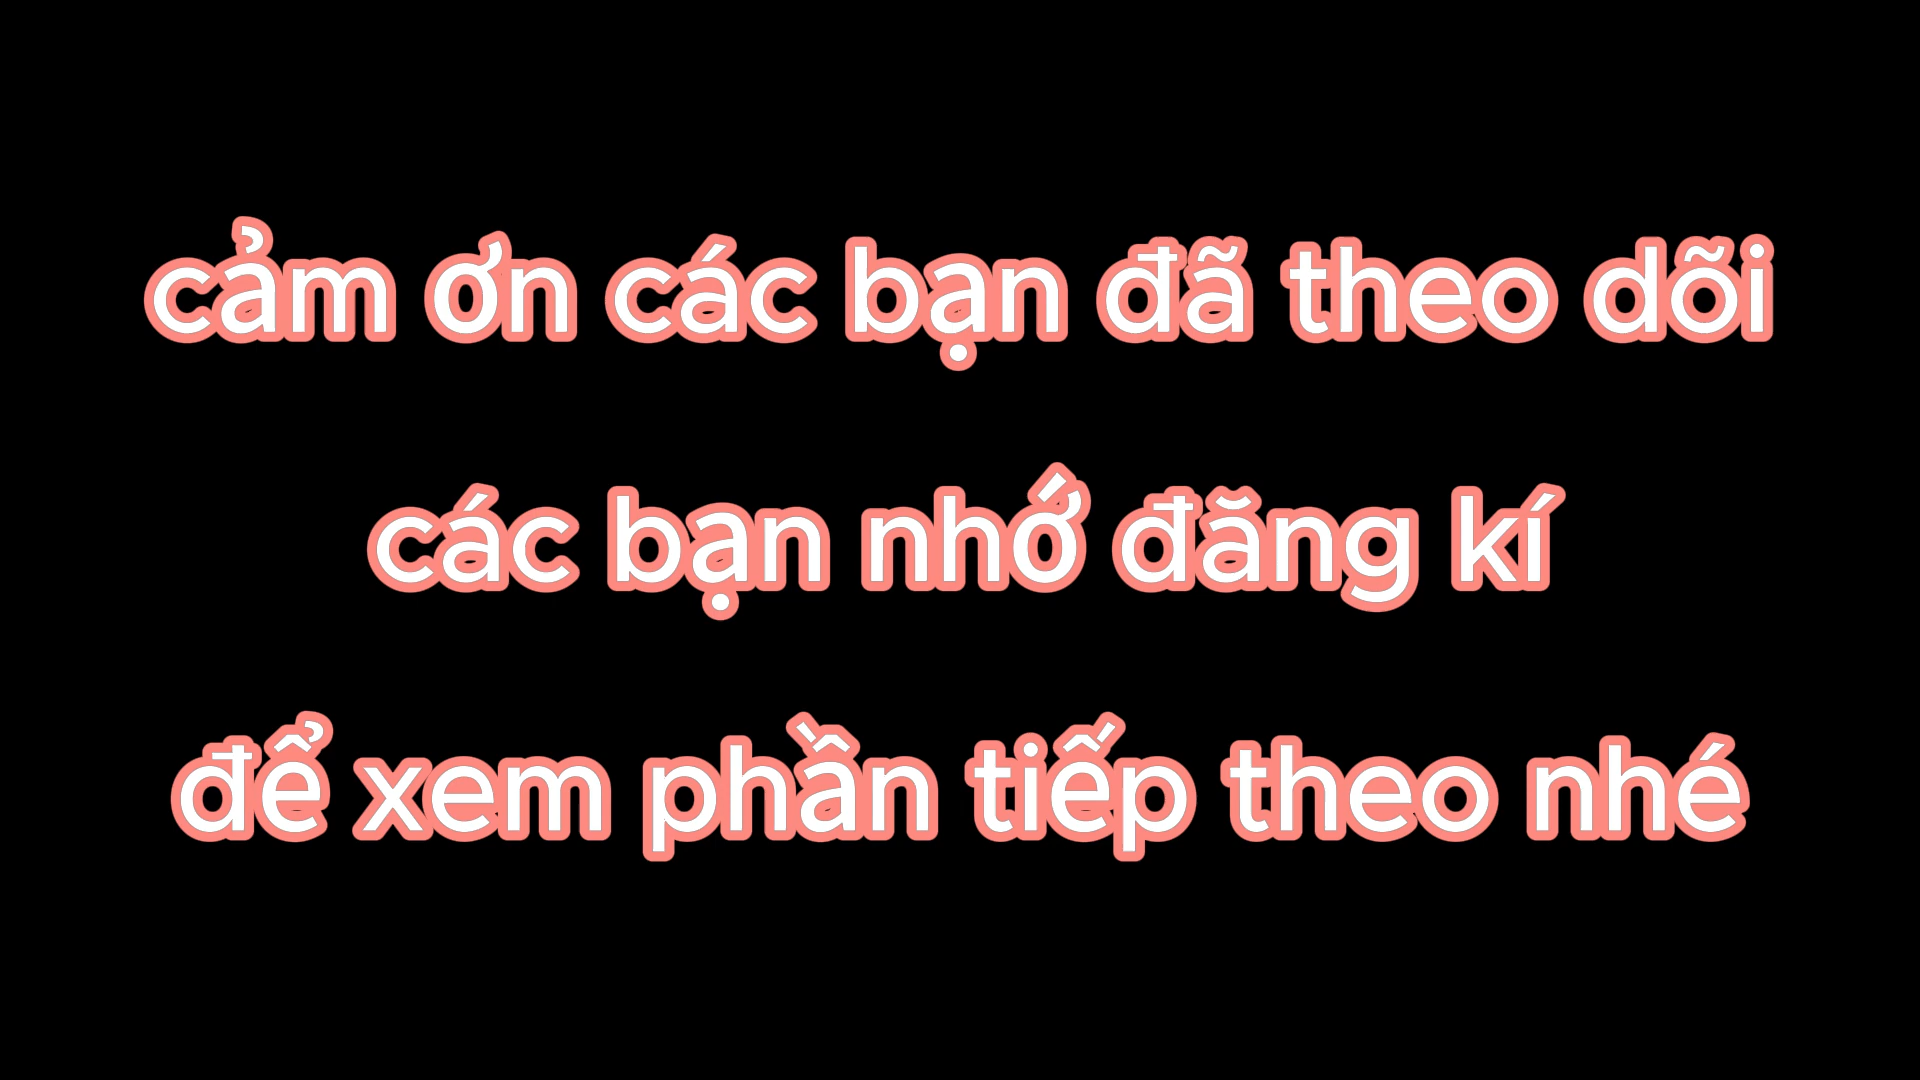 cảm ơn các bạn đã theo dõi
các bạn nhớ đăng kí
để xem phần tiếp theo nhé